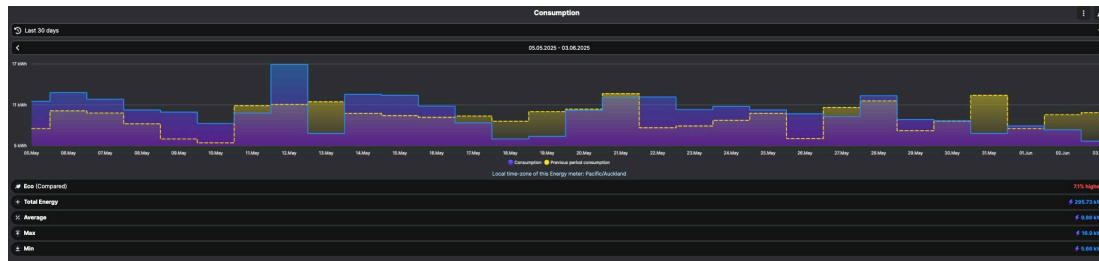 Consumption
Last 30 days
05.05.2025 - 03.06.2025
17 kWh
11 kWh
5 kWh
05.May 06.May 07.May 08.May 09.May 10.May 11.May 12.May 13.May 14.May 15.May 16.May 17.May 18.May 19.May 20.May 21.May 22.May 23.May 24.May 25.May 26.May 27.May 28.May 29.May 30.May 31.May 01.Jun 02.Jun 03.
Consumption Previous period consumption
Local time-zone of this Energy meter: Pacific/Auckland
Eco (Compared) 7.1% highe
Total Energy 295.73 k
Average 9.86 k
Max 16.9 k
Min 5.66 k